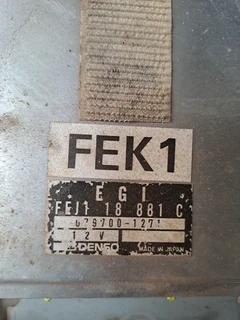 FEK1
EGI
FEJ1 18 881 C
079700-1271
12V
DENSO MADE IN JAPAN